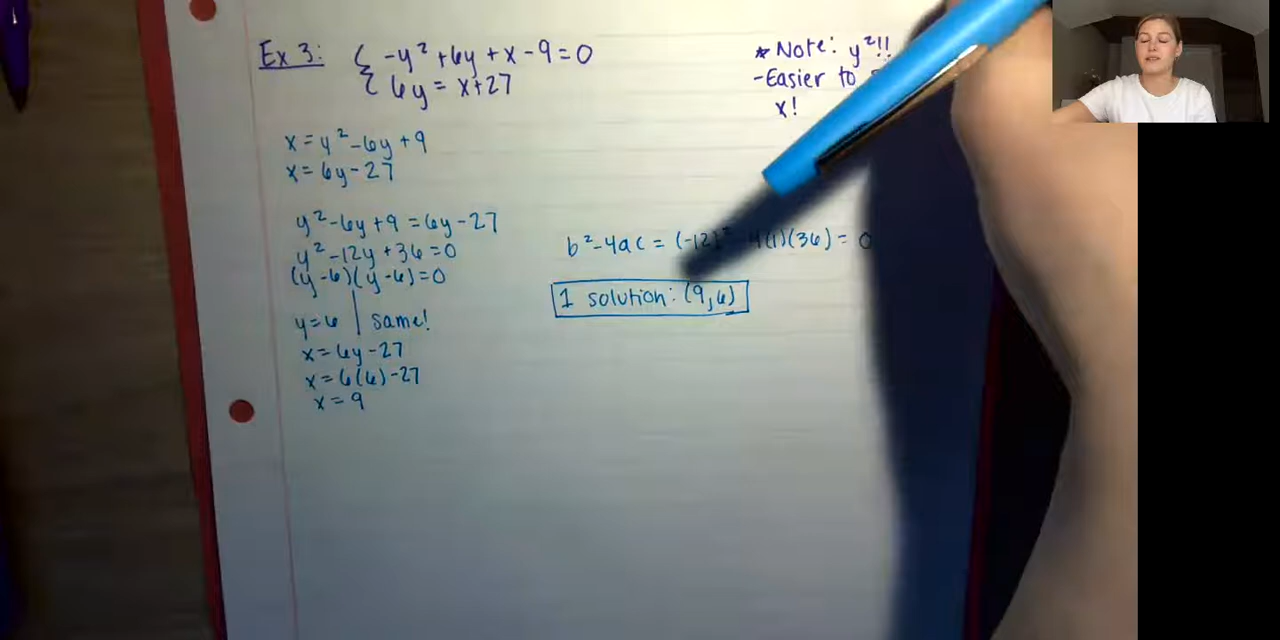 Ex 3: { -y² + 6y + x - 9 = 0
6y = x + 27
* Note: y²!!
- Easier to
x!
x = y² - 6y + 9
x = 6y - 27
y² - 6y + 9 = 6y - 27
y² - 12y + 36 = 0
(y - 6)(y - 6) = 0
y = 6 | same!
x = 6y - 27
x = 6(6) - 27
x = 9
b² - 4ac = (-12)² - 4(1)(36) = 0
1 solution: (9,6)